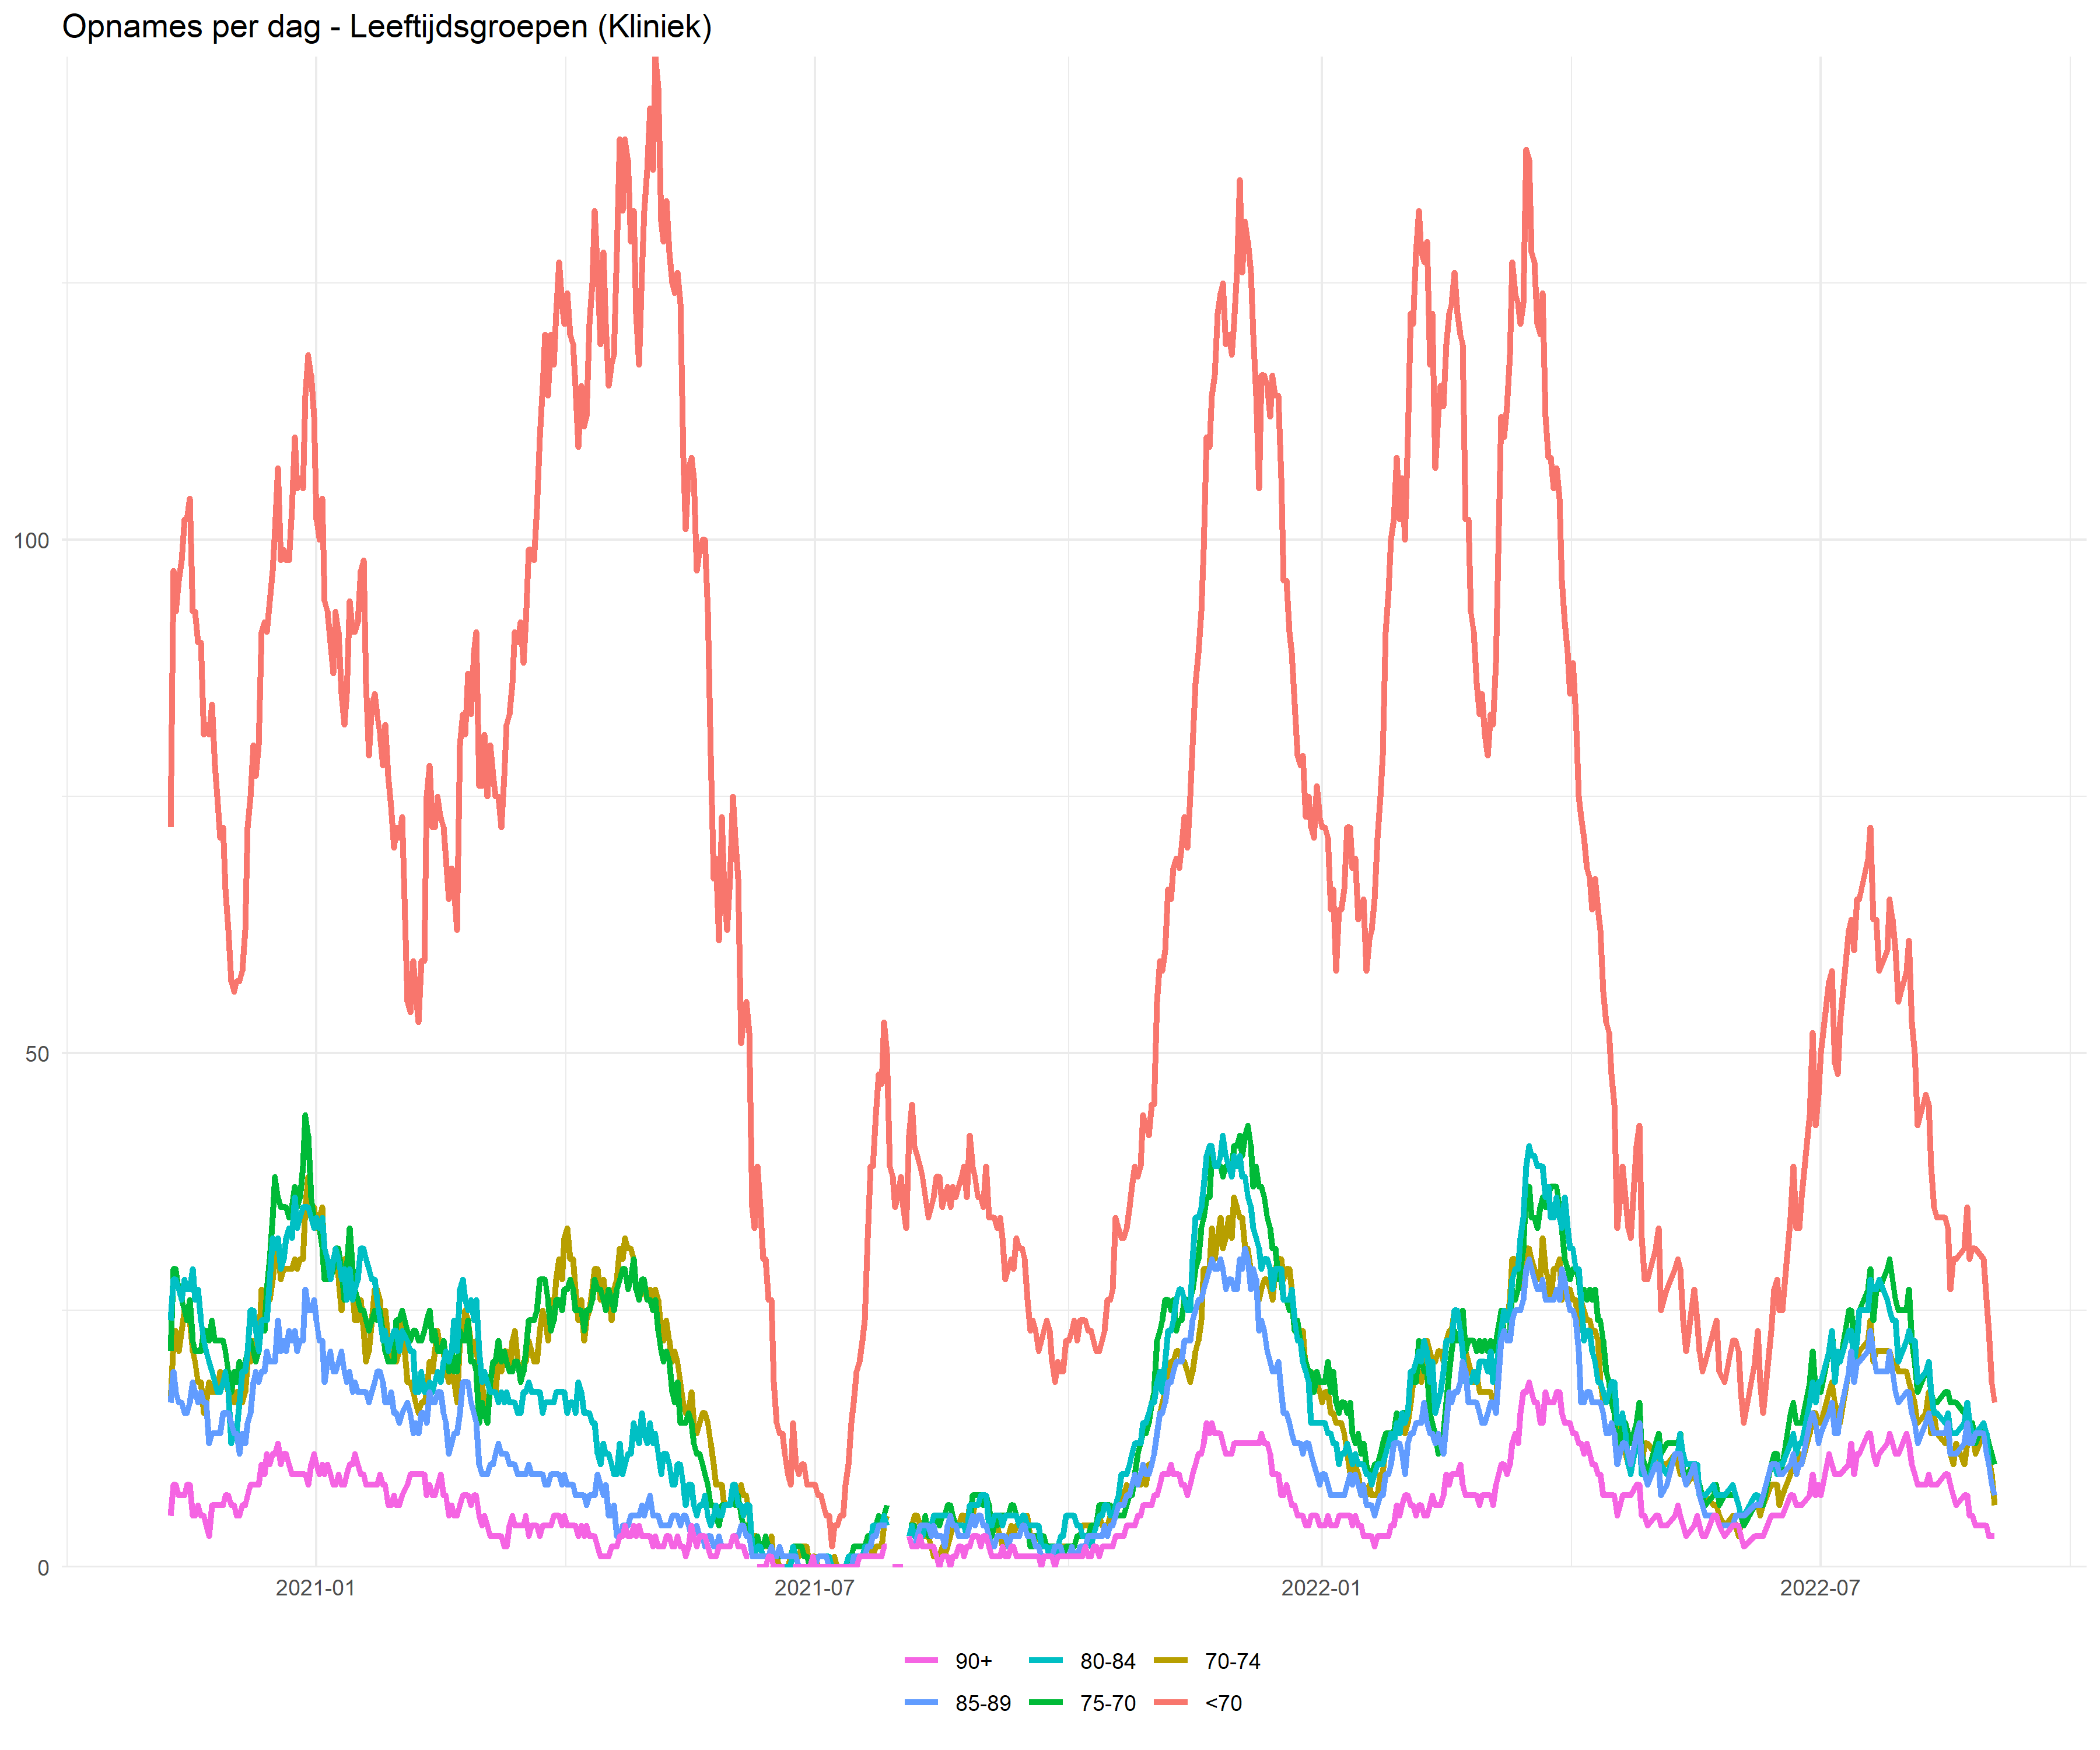 Opnames per dag - Leeftijdsgroepen (Kliniek)
100
50
0
2021-01 2021-07 2022-01 2022-07
90+ 80-84 70-74
85-89 75-70 <70